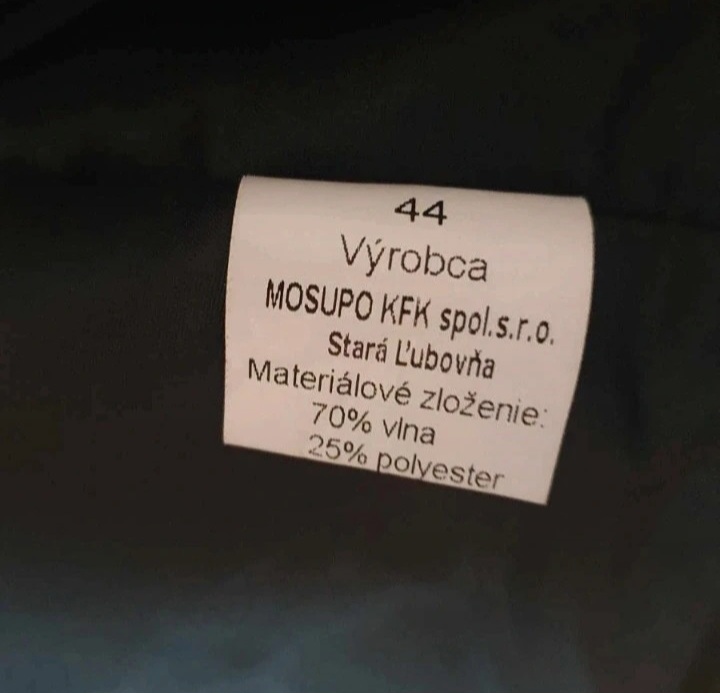 44
Výrobca
MOSUPO KFK spol.s.r.o.
Stará Ľubovňa
Materiálové zloženie:
70% vlna
25% polyester